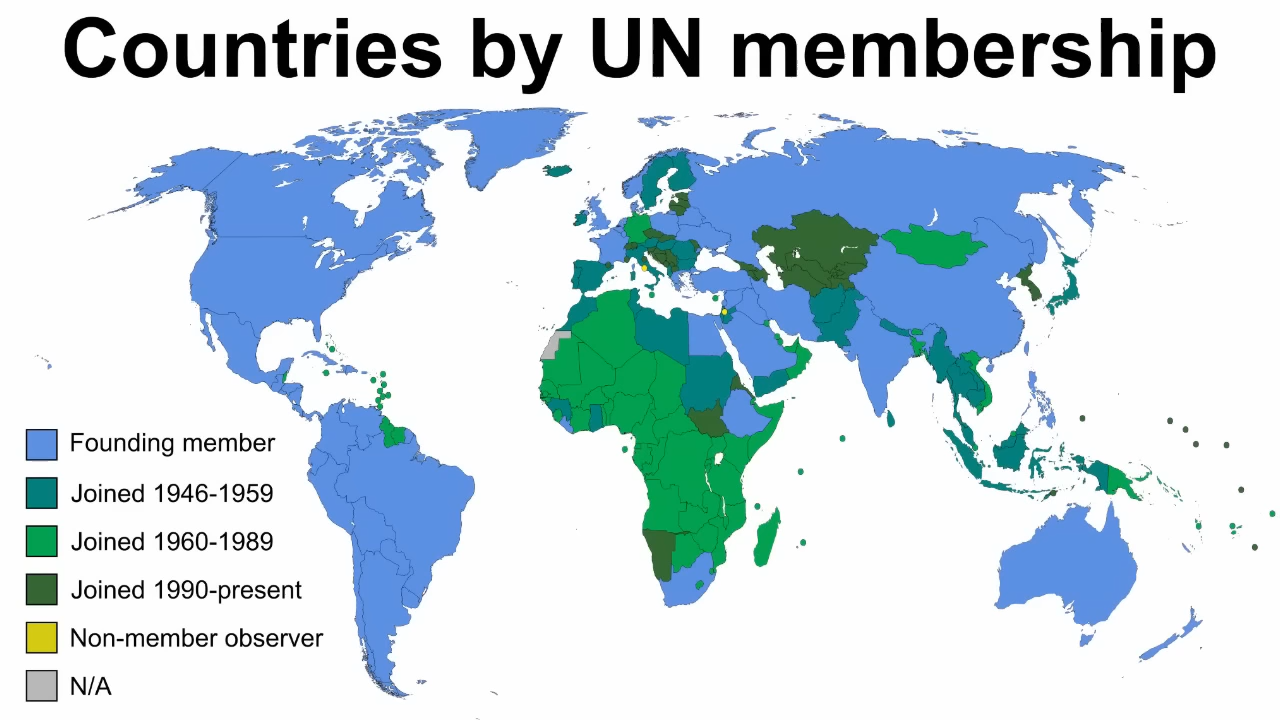 Countries by UN membership
Founding member
Joined 1946-1959
Joined 1960-1989
Joined 1990-present
Non-member observer
N/A